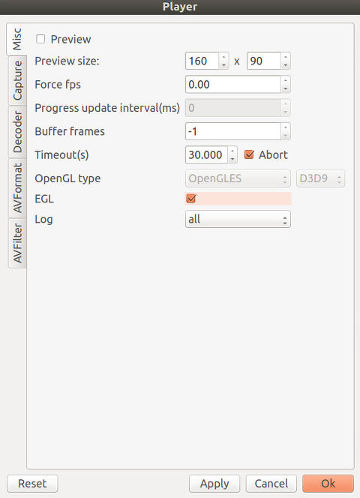 Player
Misc
Capture
Decoder
AVFormat
AVFilter
Preview
Preview size: 160 x 90
Force fps 0.00
Progress update interval(ms) 0
Buffer frames -1
Timeout(s) 30.000 Abort
OpenGL type OpenGLES D3D9
EGL
Log all
Reset Apply Cancel Ok